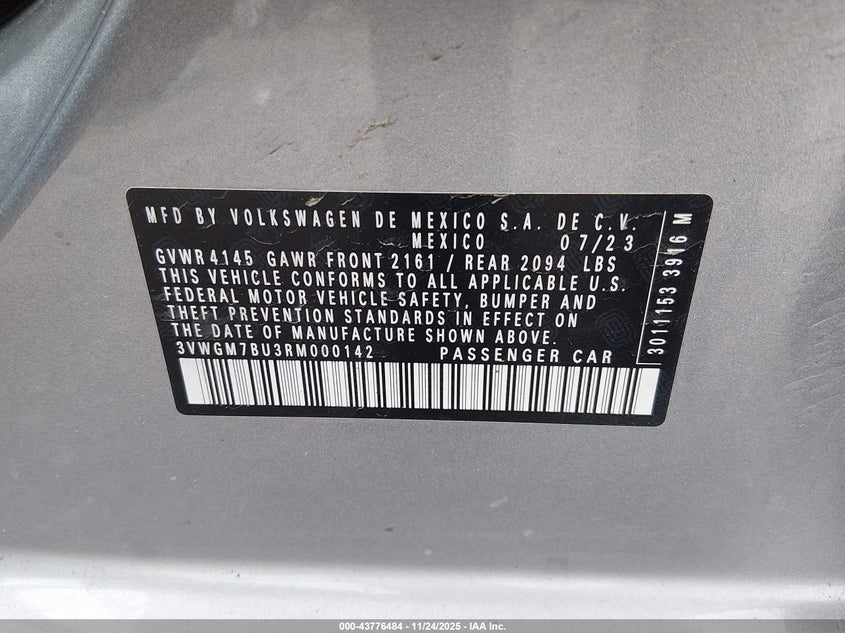 MFD BY VOLKSWAGEN DE MEXICO S.A. DE C.V.
MEXICO 07/23
GVWR 4145 GAWR FRONT 2161 / REAR 2094 LBS
THIS VEHICLE CONFORMS TO ALL APPLICABLE U.S.
FEDERAL MOTOR VEHICLE SAFETY, BUMPER AND
THEFT PREVENTION STANDARDS IN EFFECT ON
THE DATE OF MANUFACTURE SHOWN ABOVE.
3VWGM7BU3RM000142 PASSENGER CAR
3011153 3916 M
000-43776484 - 11/24/2025 - IAA Inc.